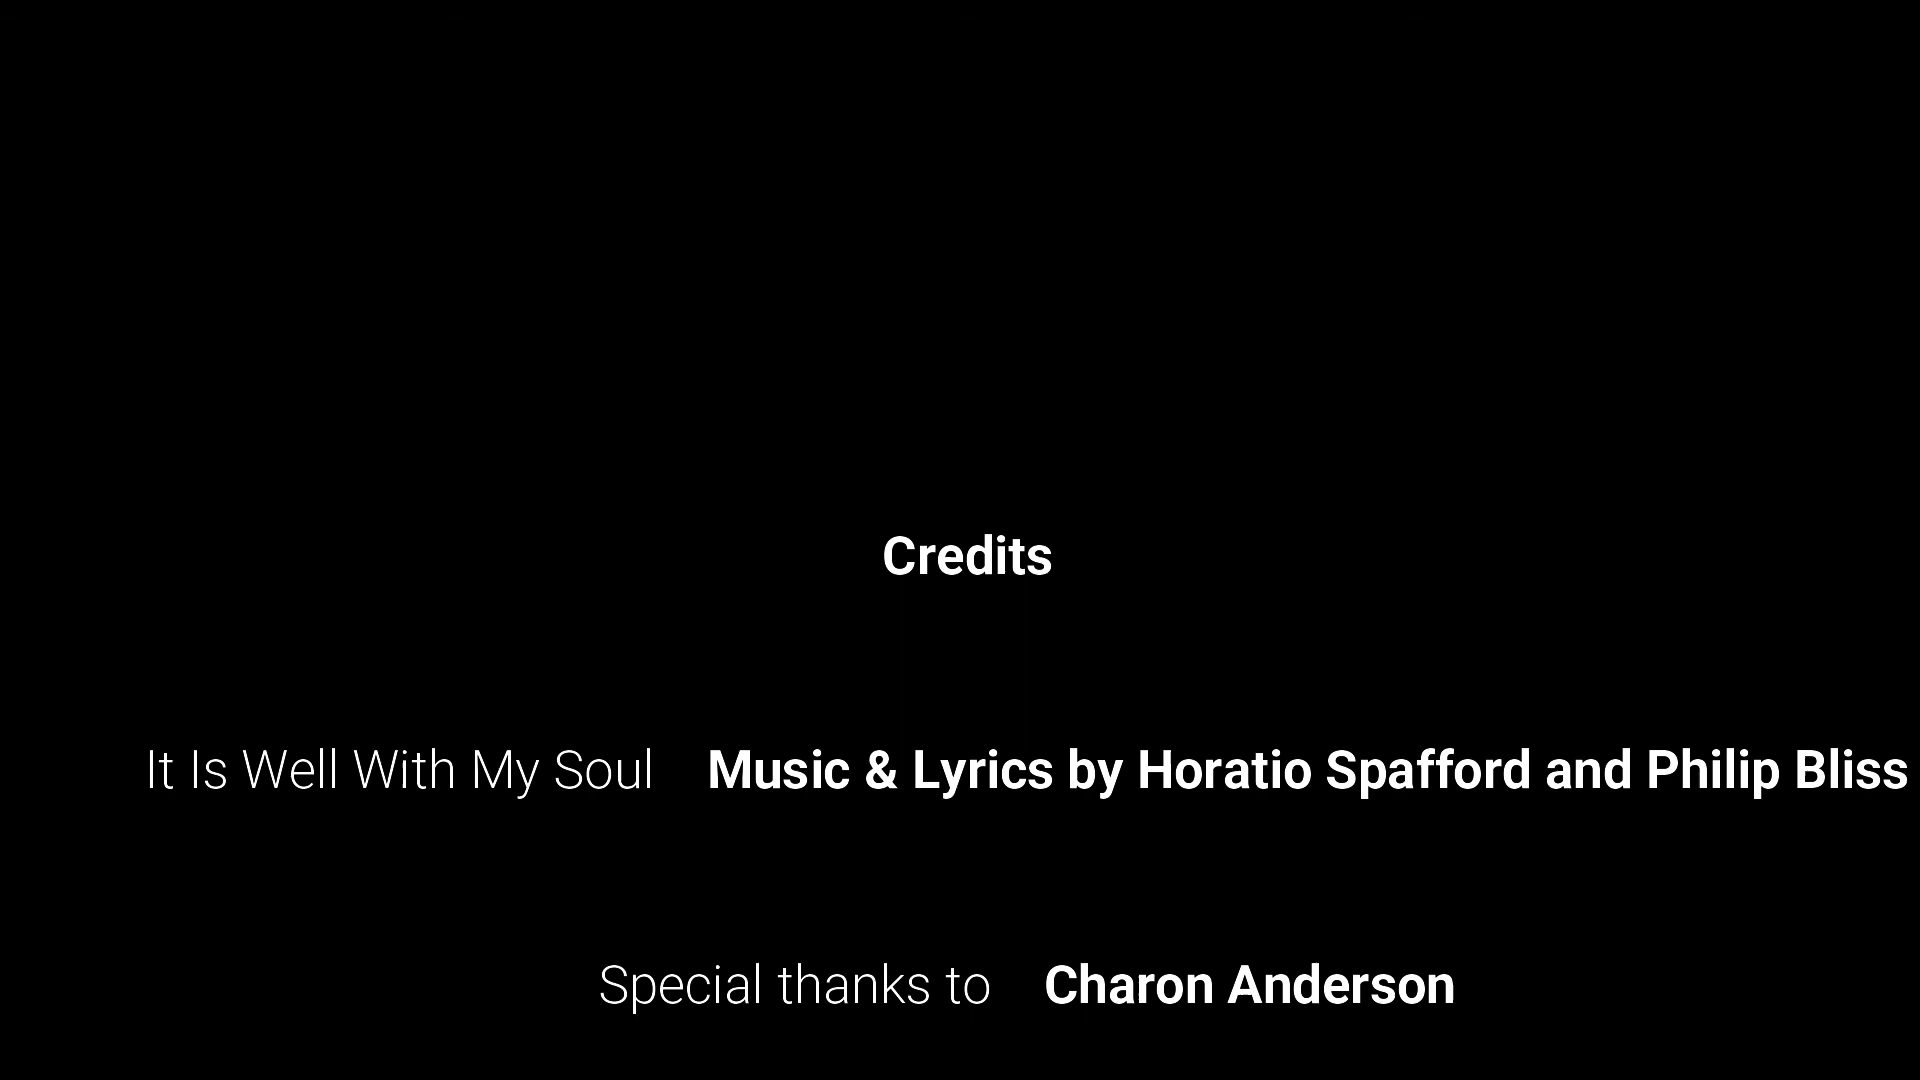 Credits
It Is Well With My Soul Music & Lyrics by Horatio Spafford and Philip Bliss
Special thanks to Charon Anderson